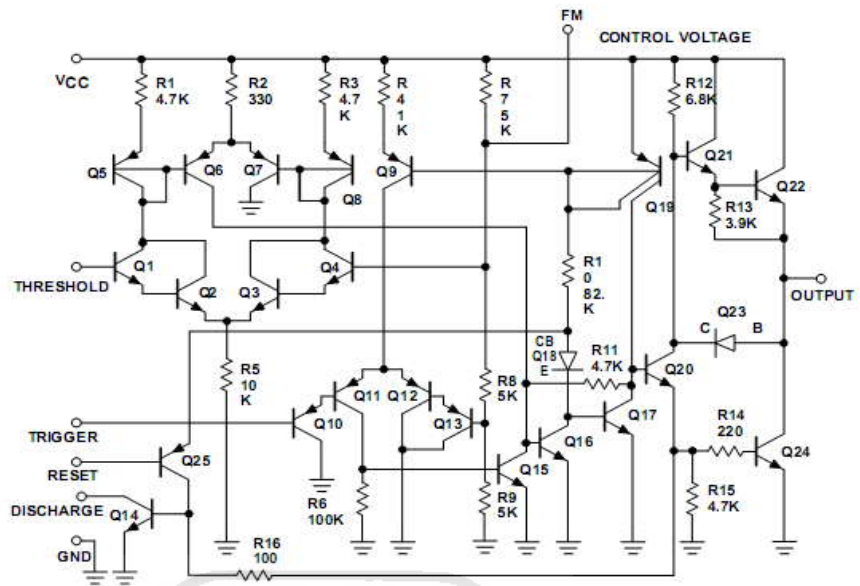 FM
CONTROL VOLTAGE
VCC
R1
4.7K
R2
330
R3
4.7
K
R
4
1
K
R
7
5
K
R12
6.8K
Q5
Q6
Q7
Q8
Q9
Q19
Q21
Q22
R13
3.9K
THRESHOLD
Q1
Q2
Q3
Q4
R1
0
82.
K
OUTPUT
Q23
C
B
CB
Q18
E
R11
4.7K
Q20
R5
10
K
R8
5K
Q11
Q12
Q13
Q10
Q17
TRIGGER
Q16
Q15
R14
220
Q24
RESET
Q25
DISCHARGE
Q14
R6
100K
R9
5K
R15
4.7K
GND
R16
100